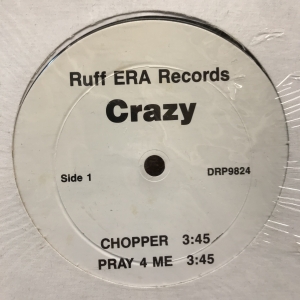 Ruff ERA Records
Crazy
Side 1 DRP9824
CHOPPER 3:45
PRAY 4 ME 3:45